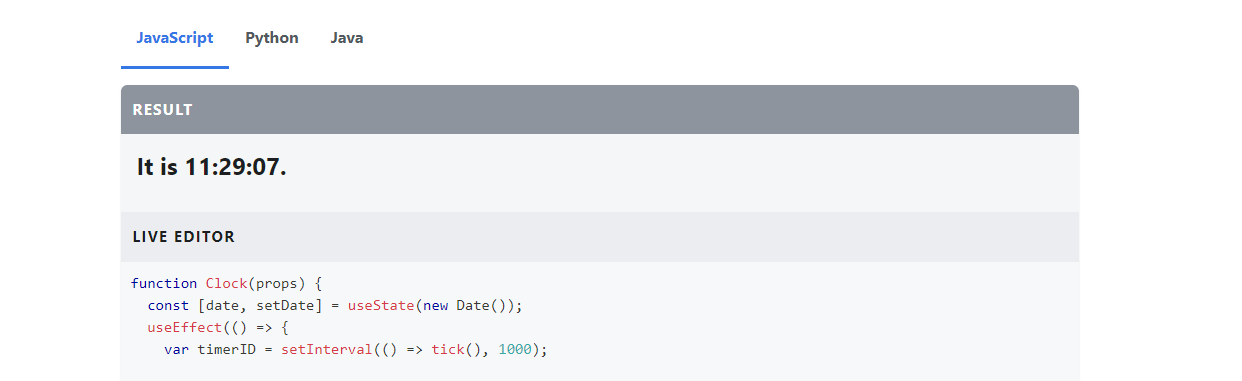 JavaScript Python Java
RESULT
It is 11:29:07.
LIVE EDITOR
function Clock(props) {
  const [date, setDate] = useState(new Date());
  useEffect(() => {
    var timerID = setInterval(() => tick(), 1000);